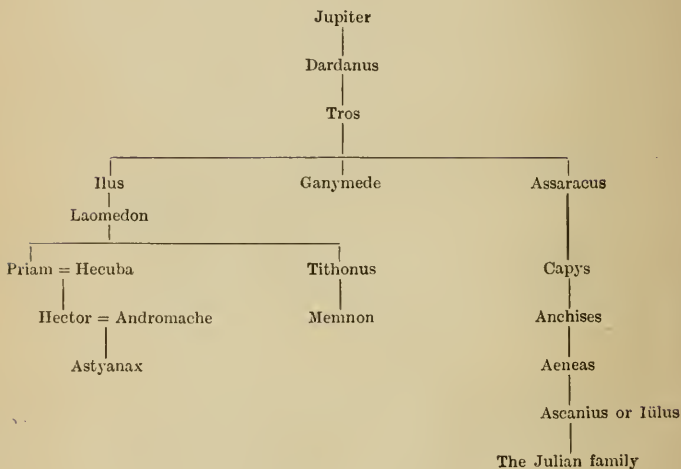 Jupiter
Dardanus
Tros
Ilus Ganymede Assaracus
Laomedon
Priam = Hecuba Tithonus Capys
Hector = Andromache Memnon Anchises
Astyanax Aeneas
Ascanius or Iülus
The Julian family